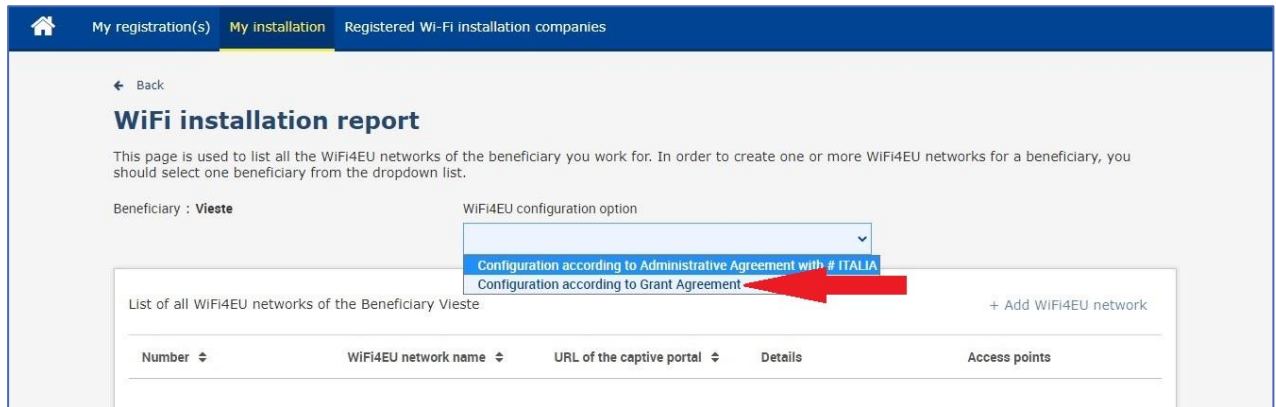 My registration(s) My installation Registered Wi-Fi installation companies
Back
WiFi installation report
This page is used to list all the WiFi4EU networks of the beneficiary you work for. In order to create one or more WiFi4EU networks for a beneficiary, you
should select one beneficiary from the dropdown list.
Beneficiary : Vieste WiFi4EU configuration option
Configuration according to Administrative Agreement with # ITALIA
Configuration according to Grant Agreement
List of all WiFi4EU networks of the Beneficiary Vieste + Add WiFi4EU network
Number WiFi4EU network name URL of the captive portal Details Access points